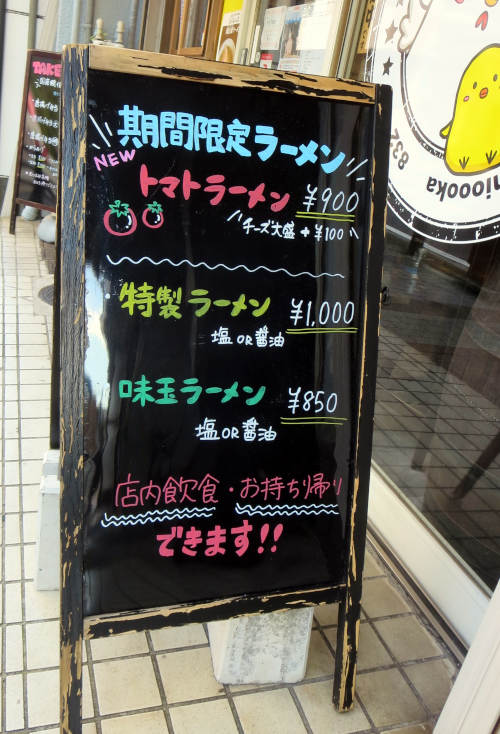 期間限定ラーメン
NEW
トマトラーメン ¥900
チーズ大盛 + ¥100
特製ラーメン ¥1,000
塩 OR 醤油
味玉ラーメン ¥850
塩 OR 醤油
店内飲食・お持ち帰り
できます!!
TAKE
832
hioooka